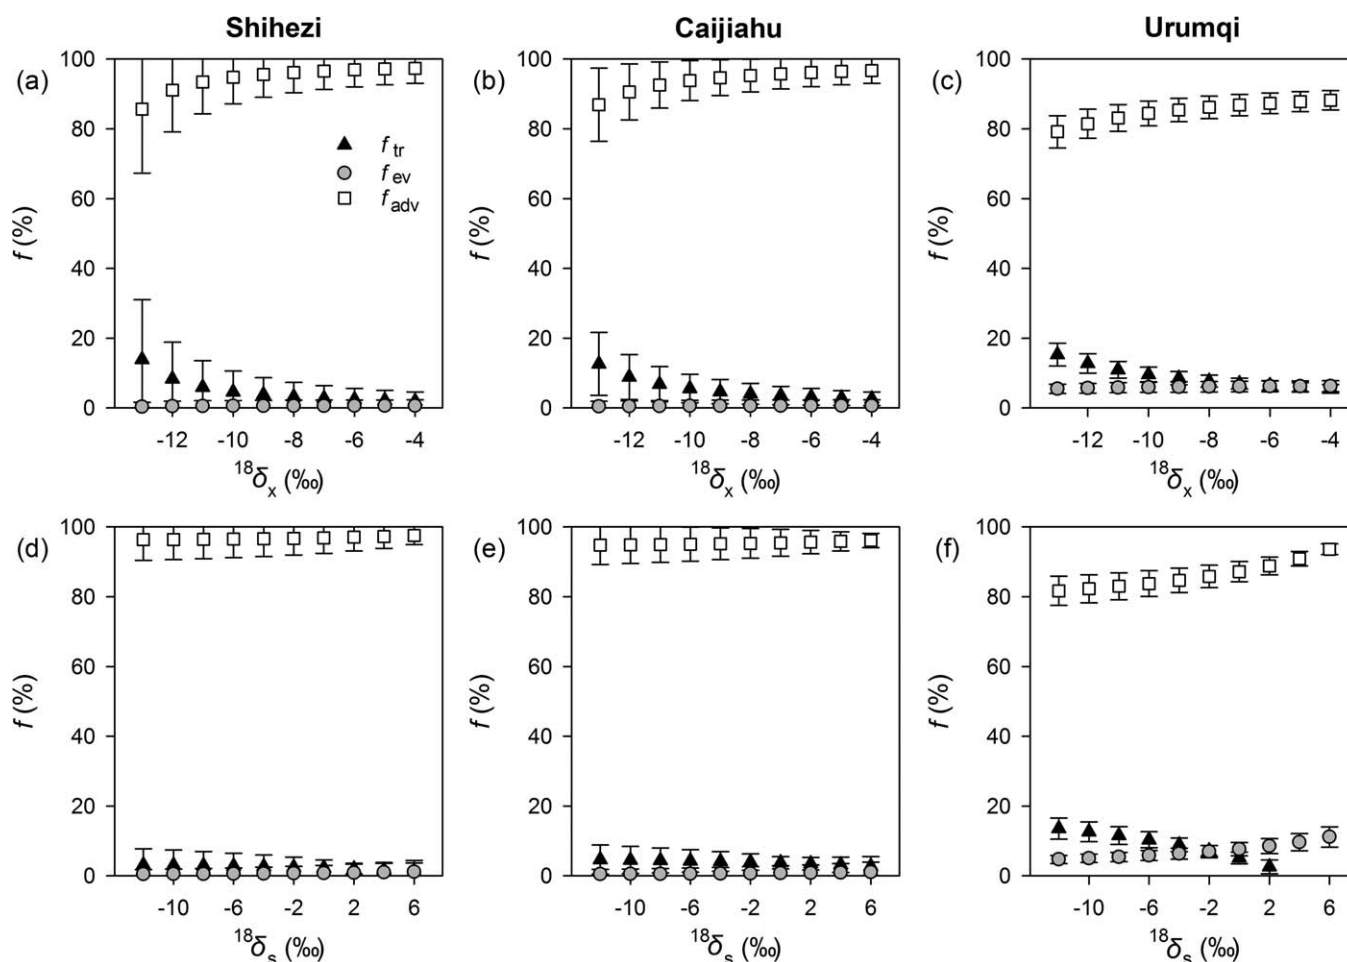 Shihezi Caijiahu Urumqi
(a) (b) (c)
100 100 100
80 80 80
60 60 60
40 40 40
20 20 20
0 0 0
f (%) f (%) f (%)
f tr
f ev
f adv
-12 -10 -8 -6 -4 -12 -10 -8 -6 -4 -12 -10 -8 -6 -4
18δx (‰) 18δx (‰) 18δx (‰)
(d) (e) (f)
100 100 100
80 80 80
60 60 60
40 40 40
20 20 20
0 0 0
f (%) f (%) f (%)
-10 -6 -2 2 6 -10 -6 -2 2 6 -10 -6 -2 2 6
18δs (‰) 18δs (‰) 18δs (‰)